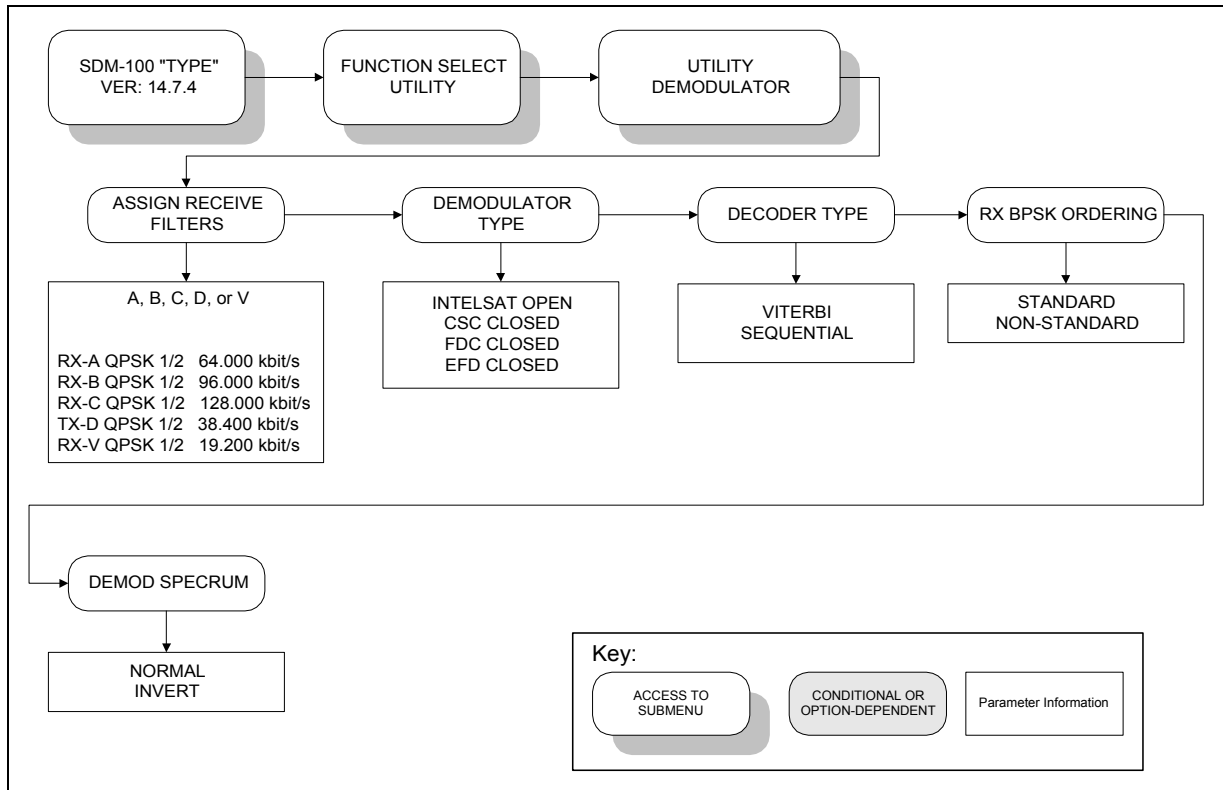 SDM-100 "TYPE"
VER: 14.7.4
FUNCTION SELECT
UTILITY
UTILITY
DEMODULATOR
ASSIGN RECEIVE
FILTERS
DEMODULATOR
TYPE
DECODER TYPE
RX BPSK ORDERING
A, B, C, D, or V
RX-A QPSK 1/2 64.000 kbit/s
RX-B QPSK 1/2 96.000 kbit/s
RX-C QPSK 1/2 128.000 kbit/s
TX-D QPSK 1/2 38.400 kbit/s
RX-V QPSK 1/2 19.200 kbit/s
INTELSAT OPEN
CSC CLOSED
FDC CLOSED
EFD CLOSED
VITERBI
SEQUENTIAL
STANDARD
NON-STANDARD
DEMOD SPECRUM
NORMAL
INVERT
Key:
ACCESS TO
SUBMENU
CONDITIONAL OR
OPTION-DEPENDENT
Parameter Information